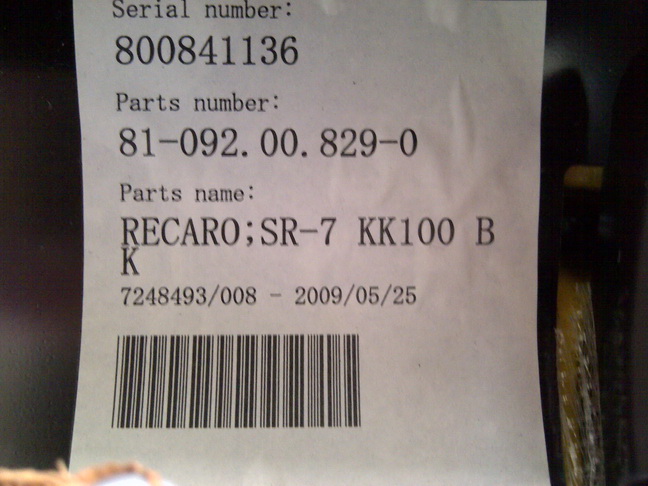 Serial number:
800841136
Parts number:
81-092.00.829-0
Parts name:
RECARO;SR-7 KK100 B
K
7248493/008 - 2009/05/25